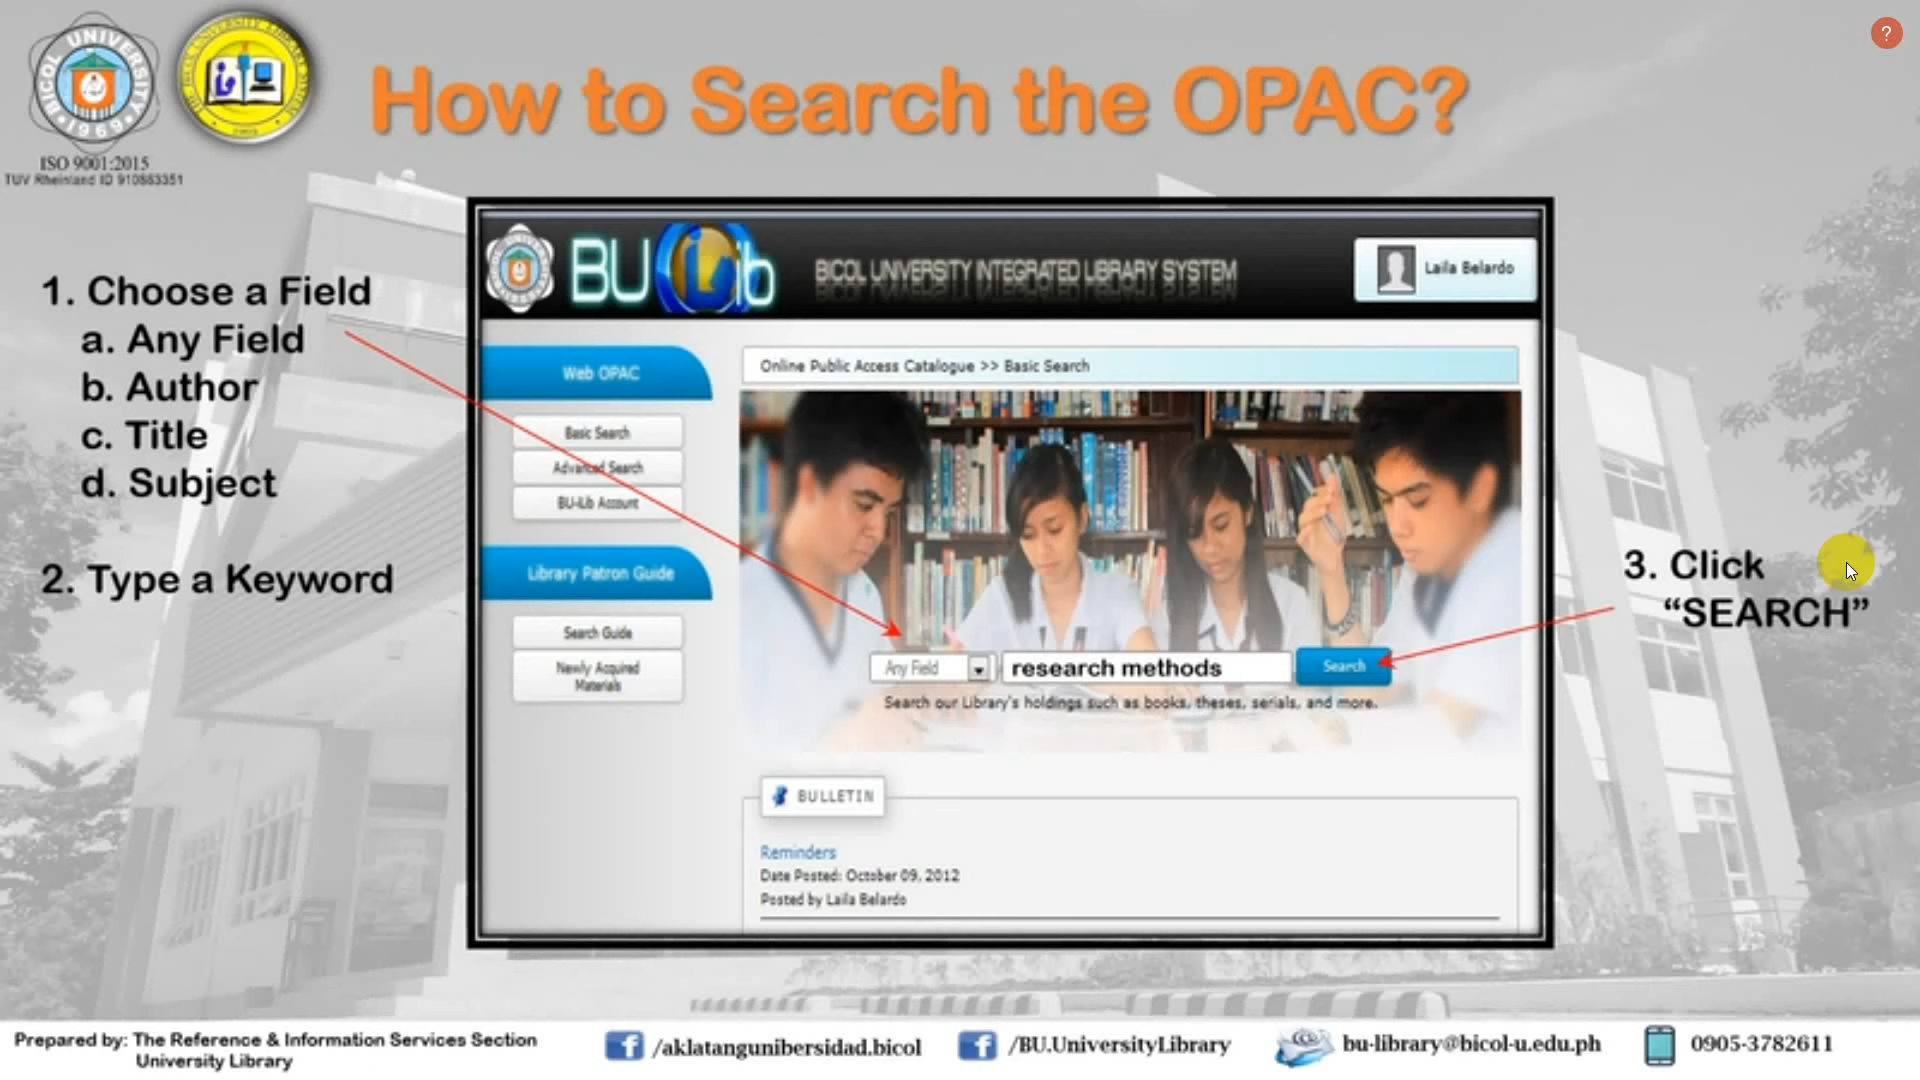 BICOL UNIVERSITY
1969
ISO 9001:2015
TUV Rheinland ID 910863351
?
How to Search the OPAC?
1. Choose a Field
a. Any Field
b. Author
c. Title
d. Subject
2. Type a Keyword
BU Lib
BICOL UNIVERSITY INTEGRATED LIBRARY SYSTEM
Laila Belardo
Web OPAC
Basic Search
Advanced Search
BU-iLib Account
Library Patron Guide
Search Guide
Newly Acquired
Materials
Online Public Access Catalogue >> Basic Search
Any Field
research methods
Search
Search our Library's holdings such as books, theses, serials, and more.
BULLETIN
Reminders
Date Posted: October 09, 2012
Posted by Laila Belardo
3. Click
“SEARCH”
Prepared by: The Reference & Information Services Section
University Library
/aklatangunibersidad.bicol
/BU.UniversityLibrary
bu-library@bicol-u.edu.ph
0905-3782611